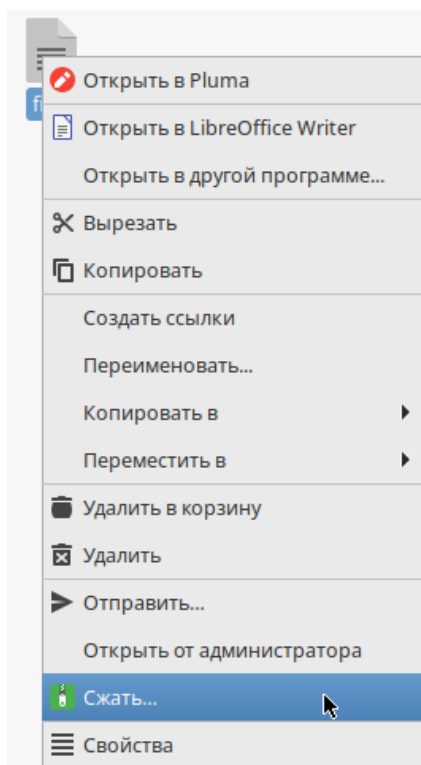 Открыть в Pluma
Открыть в LibreOffice Writer
Открыть в другой программе...
Вырезать
Копировать
Создать ссылки
Переименовать...
Копировать в
Переместить в
Удалить в корзину
Удалить
Отправить...
Открыть от администратора
Сжать...
Свойства